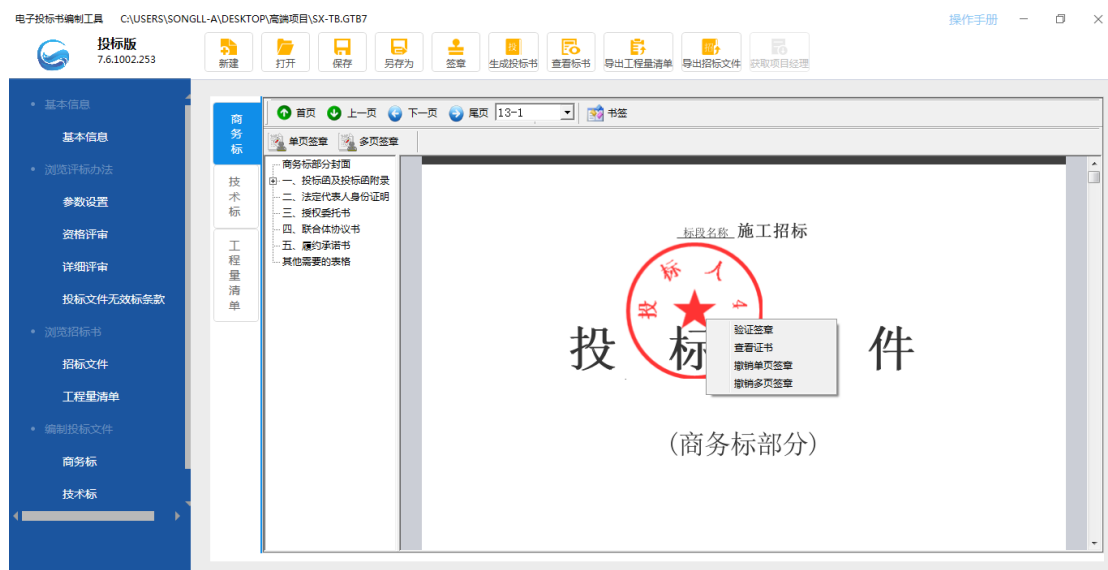 电子投标书编制工具 C:\USERS\SONGLL-A\DESKTOP\高端项目\SX-TB.GTB7
操作手册
投标版
7.6.1002.253
新建
打开
保存
另存为
签章
生成投标书
查看标书
导出工程量清单
导出招标文件
获取项目经理
基本信息
基本信息
浏览评标办法
参数设置
资格评审
详细评审
投标文件无效标条款
浏览招标书
招标文件
工程量清单
编制投标文件
商务标
技术标
商务标
技术标
工程量清单
首页 上一页 下一页 尾页 13-1 书签
单页签章 多页签章
商务标部分封面
一、投标函及投标函附录
二、法定代表人身份证明
三、授权委托书
四、联合体协议书
五、履约承诺书
其他需要的表格
标段名称 施工招标
投标人4
投 标 件
验证签章
查看证书
撤销单页签章
撤销多页签章
(商务标部分)